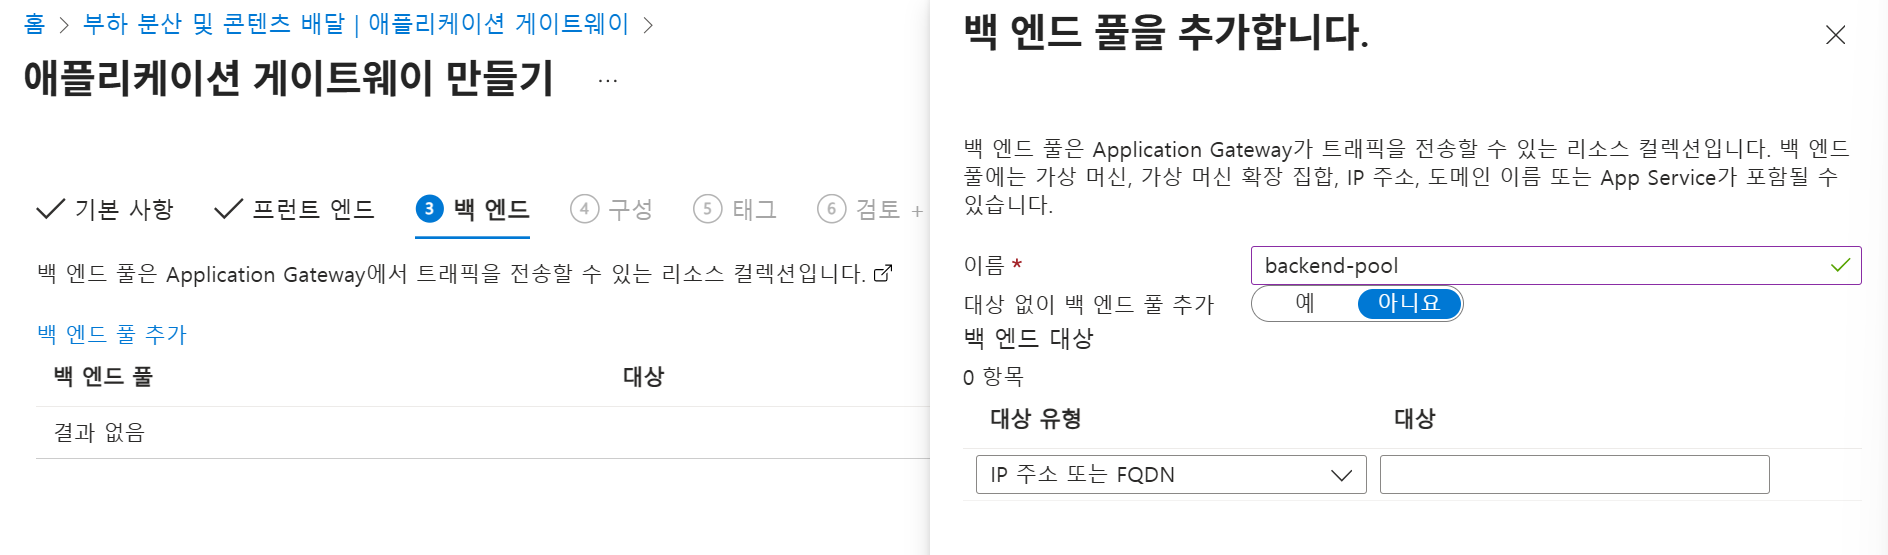 홈 > 부하 분산 및 콘텐츠 배달 | 애플리케이션 게이트웨이 >
애플리케이션 게이트웨이 만들기 ...
기본 사항 프런트 엔드 3 백 엔드 4 구성 5 태그 6 검토 +
백 엔드 풀은 Application Gateway에서 트래픽을 전송할 수 있는 리소스 컬렉션입니다.
백 엔드 풀 추가
백 엔드 풀 대상
결과 없음
백 엔드 풀을 추가합니다.
백 엔드 풀은 Application Gateway가 트래픽을 전송할 수 있는 리소스 컬렉션입니다. 백 엔드
풀에는 가상 머신, 가상 머신 확장 집합, IP 주소, 도메인 이름 또는 App Service가 포함될 수
있습니다.
이름 * backend-pool
대상 없이 백 엔드 풀 추가 예 아니요
백 엔드 대상
0 항목
대상 유형 대상
IP 주소 또는 FQDN